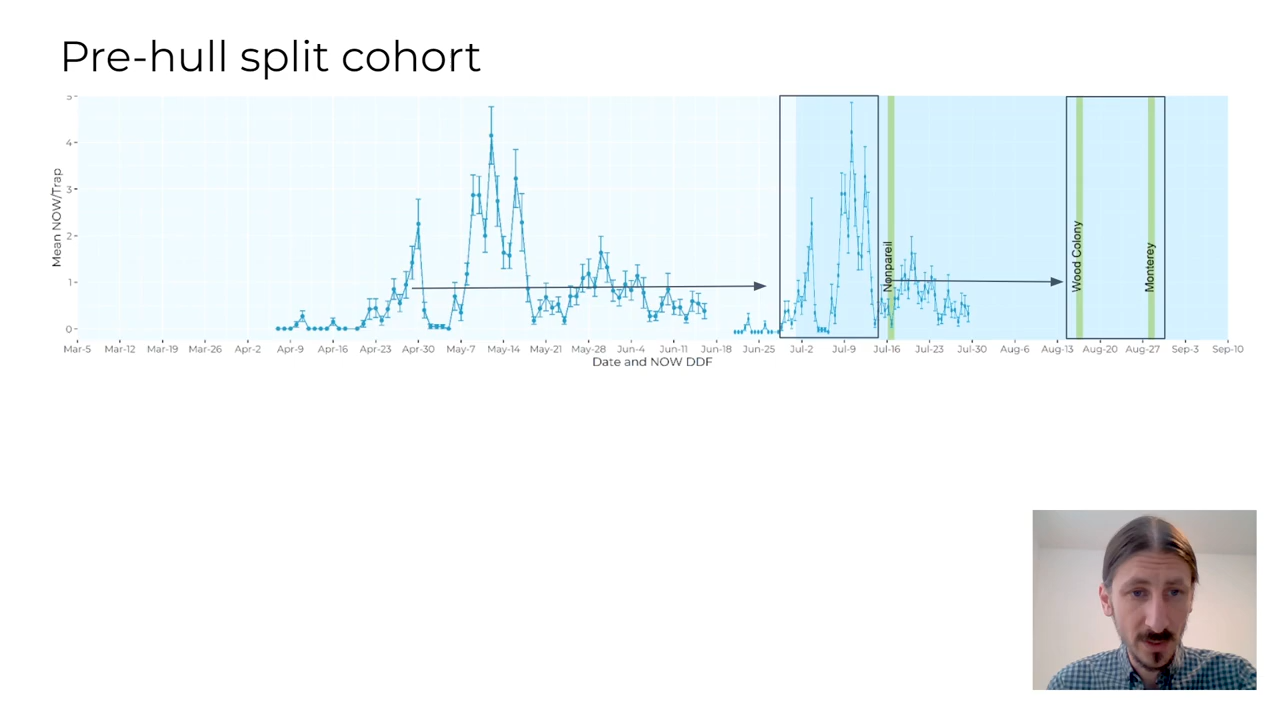 Pre-hull split cohort
5
4
3
2
1
0
Mean NOW/Trap
Nonpareil
Wood Colony
Monterey
Mar-5 Mar-12 Mar-19 Mar-26 Apr-2 Apr-9 Apr-16 Apr-23 Apr-30 May-7 May-14 May-21 May-28 Jun-4 Jun-11 Jun-18 Jun-25 Jul-2 Jul-9 Jul-16 Jul-23 Jul-30 Aug-6 Aug-13 Aug-20 Aug-27 Sep-3 Sep-10
Date and NOW DDF